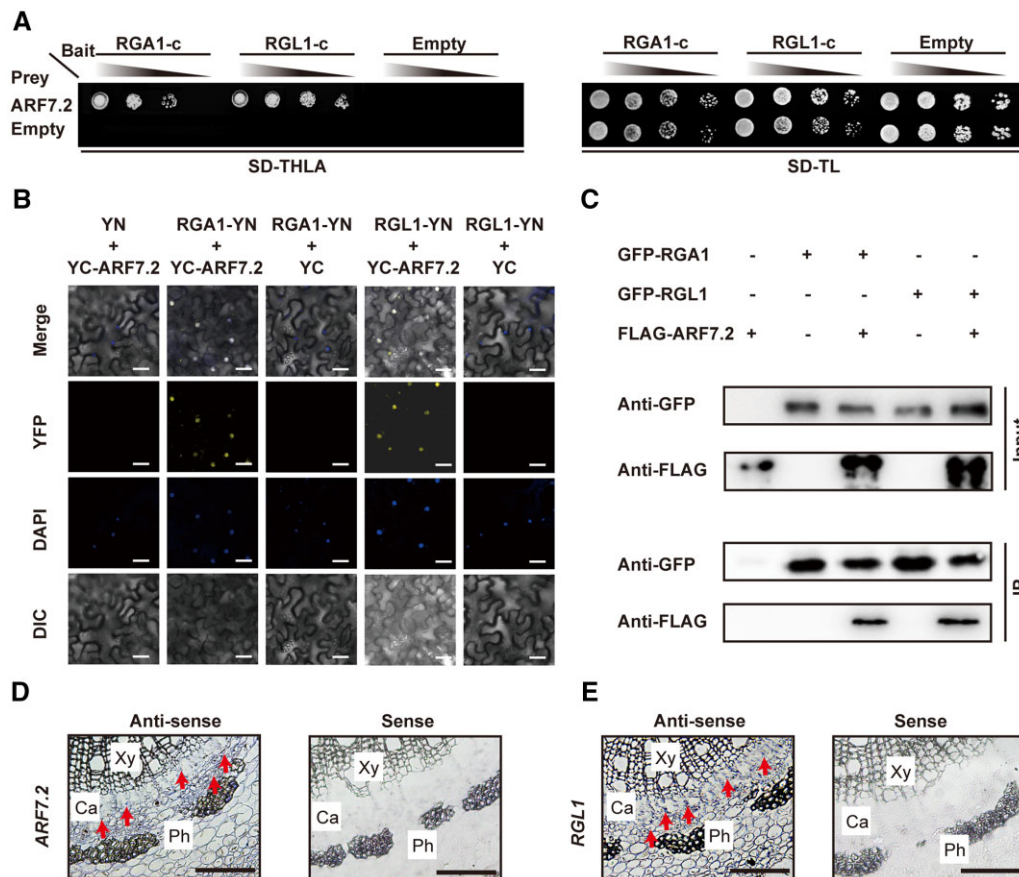 A
Bait
RGA1-c RGL1-c Empty
Prey
ARF7.2
Empty
SD-THLA
RGA1-c RGL1-c Empty
SD-TL
B
YN + YC-ARF7.2
RGA1-YN + YC-ARF7.2
RGA1-YN + YC
RGL1-YN + YC-ARF7.2
RGL1-YN + YC
Merge
YFP
DAPI
DIC
C
GFP-RGA1 - + + - -
GFP-RGL1 - - - + +
FLAG-ARF7.2 + - + - +
Anti-GFP
Anti-FLAG
Input
Anti-GFP
Anti-FLAG
IP
D
Anti-sense Sense
ARF7.2
Xy
Ca
Ph
Xy
Ca
Ph
E
Anti-sense Sense
RGL1
Xy
Ca
Ph
Xy
Ca
Ph